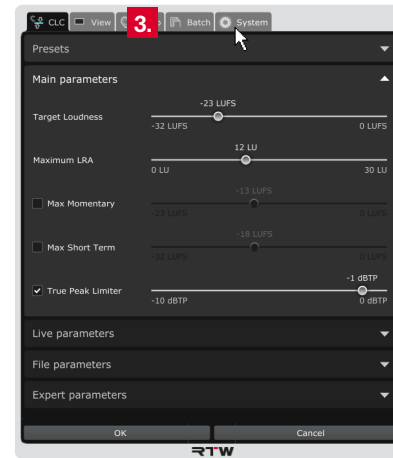 CLC View 3. Batch System
Presets
Main parameters
-23 LUFS
Target Loudness
-32 LUFS 0 LUFS
12 LU
Maximum LRA
0 LU 30 LU
-13 LUFS
Max Momentary
-23 LUFS 0 LUFS
-18 LUFS
Max Short Term
-32 LUFS 0 LUFS
-1 dBTP
True Peak Limiter
-10 dBTP 0 dBTP
Live parameters
File parameters
Expert parameters
OK Cancel
RTW